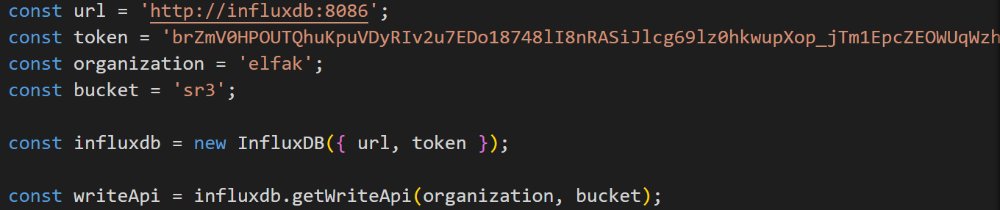 const url = 'http://influxdb:8086';
const token = 'brZmV0HPOUTQhuKpuVDyRIv2u7EDo18748lI8nRASiJlcg69lz0hkwupXop_jTm1EpcZEOWUqWzh
const organization = 'elfak';
const bucket = 'sr3';
const influxdb = new InfluxDB({ url, token });
const writeApi = influxdb.getWriteApi(organization, bucket);